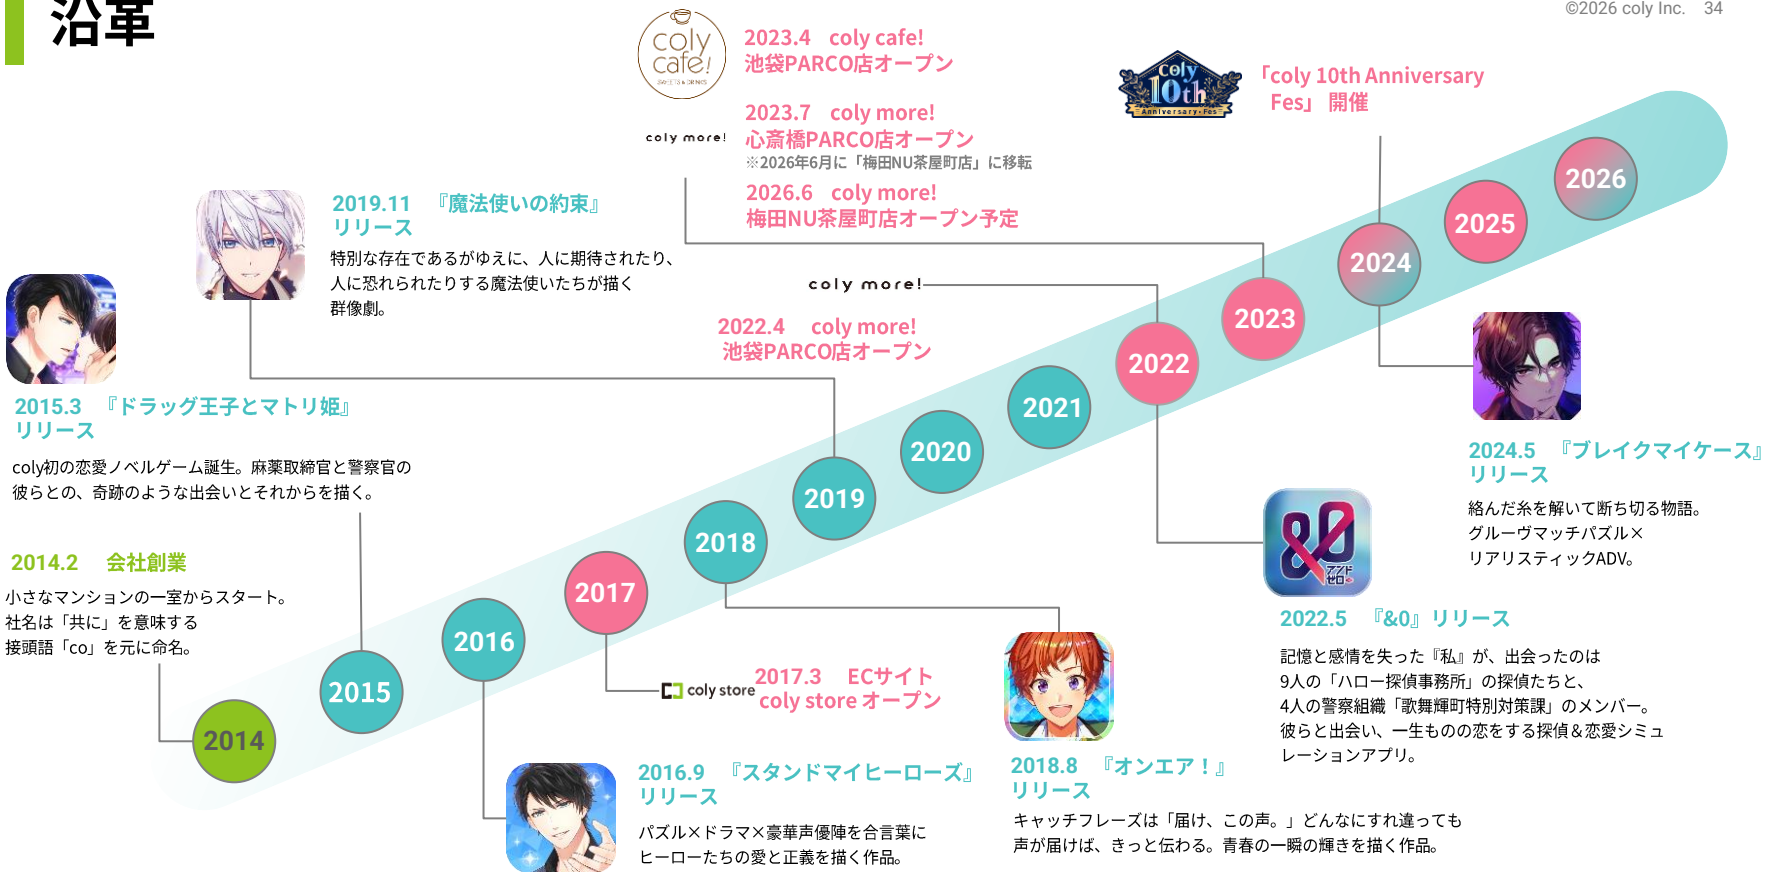 沿革
©2026 coly Inc. 34
coly
cafe!
SWEETS & DRINKS
2023.4 coly cafe!
池袋PARCO店オープン
coly more!
2023.7 coly more!
心斎橋PARCO店オープン
※2026年6月に「梅田NU茶屋町店」に移転
2026.6 coly more!
梅田NU茶屋町店オープン予定
coly
10th
Anniversary Fes
「coly 10th Anniversary
Fes」 開催
2019.11 『魔法使いの約束』
リリース
特別な存在であるがゆえに、人に期待されたり、
人に恐れられたりする魔法使いたちが描く
群像劇。
coly more!
2022.4 coly more!
池袋PARCO店オープン
2015.3 『ドラッグ王子とマトリ姫』
リリース
coly初の恋愛ノベルゲーム誕生。麻薬取締官と警察官の
彼らとの、奇跡のような出会いとそれからを描く。
2014.2 会社創業
小さなマンションの一室からスタート。
社名は「共に」を意味する
接頭語「co」を元に命名。
2014
2015
2016
2017
2018
2019
2020
2021
2022
2023
2024
2025
2026
2024.5 『ブレイクマイケース』
リリース
絡んだ糸を解いて断ち切る物語。
グルーヴマッチパズル×
リアリスティックADV。
&0
アンド
ゼロ
2022.5 『&0』リリース
記憶と感情を失った『私』が、出会ったのは
9人の「ハロー探偵事務所」の探偵たちと、
4人の警察組織「歌舞輝町特別対策課」のメンバー。
彼らと出会い、一生ものの恋をする探偵＆恋愛シミュ
レーションアプリ。
coly store
2017.3 ECサイト
coly store オープン
2016.9 『スタンドマイヒーローズ』
リリース
パズル×ドラマ×豪華声優陣を合言葉に
ヒーローたちの愛と正義を描く作品。
2018.8 『オンエア！』
リリース
キャッチフレーズは「届け、この声。」どんなにすれ違っても
声が届けば、きっと伝わる。青春の一瞬の輝きを描く作品。